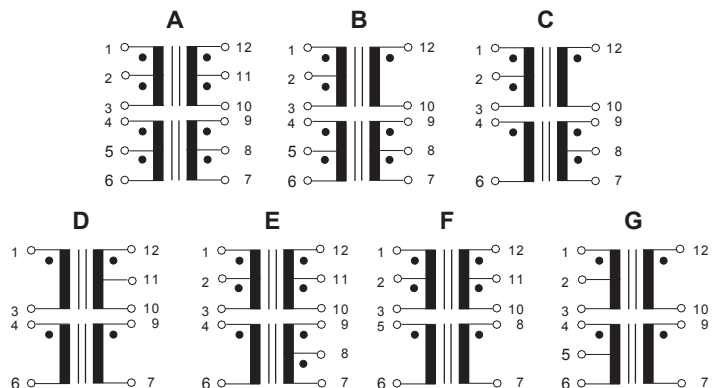 A B C
1 12 1 12 1 12
2 11 2 2
3 10 3 10 3 10
4 9 4 9 4 9
5 8 5 8 8
6 7 6 7 6 7
D E F G
1 12 1 12 1 12 1 12
11 2 11 2 11 2
3 10 3 10 3 10 3 10
4 9 4 9 5 8 4 9
8 5
6 7 6 7 6 7 6 7